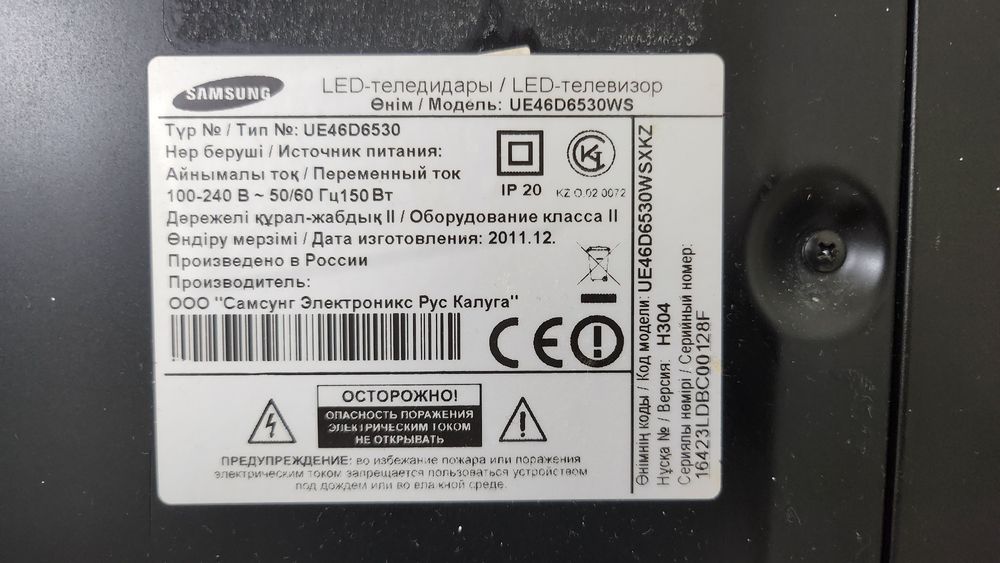 SAMSUNG
LED-теледидары / LED-телевизор
Өнім / Модель: UE46D6530WS
Түр № / Тип №: UE46D6530
Нәр беруші / Источник питания:
Айнымалы тоқ / Переменный ток
100-240 В ~ 50/60 Гц150 Вт
IP 20
KZ.O.02.0072
Дәрежелі құрал-жабдық II / Оборудование класса II
Өндіру мерзімі / Дата изготовления: 2011.12.
Произведено в России
Производитель:
ООО "Самсунг Электроникс Рус Калуга"
CE
ОСТОРОЖНО!
ОПАСНОСТЬ ПОРАЖЕНИЯ
ЭЛЕКТРИЧЕСКИМ ТОКОМ
НЕ ОТКРЫВАТЬ
ПРЕДУПРЕЖДЕНИЕ: во избежание пожара или поражения
электрическим током запрещается пользоваться устройством
под дождем или во влажной среде.
Өнімнің коды / Код модели: UE46D6530WSXKZ
Нұсқа № / Версия: H304
Сериялы нөмірі / Серийный номер:
16423LDBC00128F